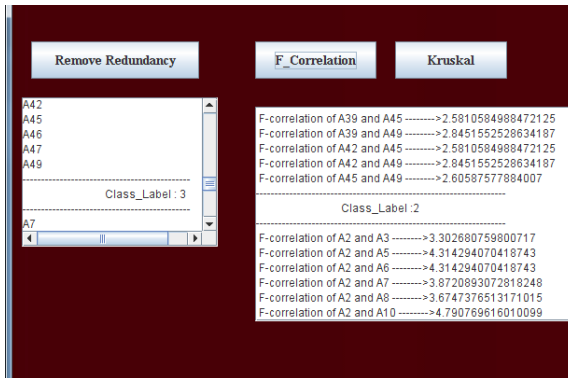 Remove Redundancy
F_Correlation
Kruskal
A42
A45
A46
A47
A49
Class_Label : 3
A7
F-correlation of A39 and A45 -------->2.5810584988472125
F-correlation of A39 and A49 -------->2.8451552528634187
F-correlation of A42 and A45 -------->2.5810584988472125
F-correlation of A42 and A49 -------->2.8451552528634187
F-correlation of A45 and A49 -------->2.60587577884007
Class_Label :2
F-correlation of A2 and A3 -------->3.302680759800717
F-correlation of A2 and A5 -------->4.314294070418743
F-correlation of A2 and A6 -------->4.314294070418743
F-correlation of A2 and A7 -------->3.8720893072818248
F-correlation of A2 and A8 -------->3.6747376513171015
F-correlation of A2 and A10 -------->4.790769616010099